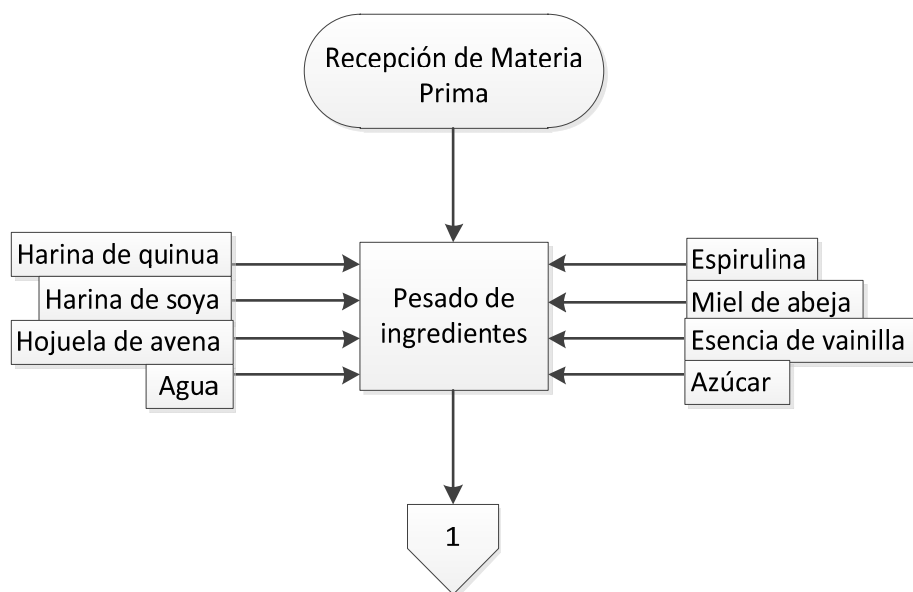 Recepción de Materia
Prima
Harina de quinua
Harina de soya
Hojuela de avena
Agua
Pesado de
ingredientes
Espirulina
Miel de abeja
Esencia de vainilla
Azúcar
1